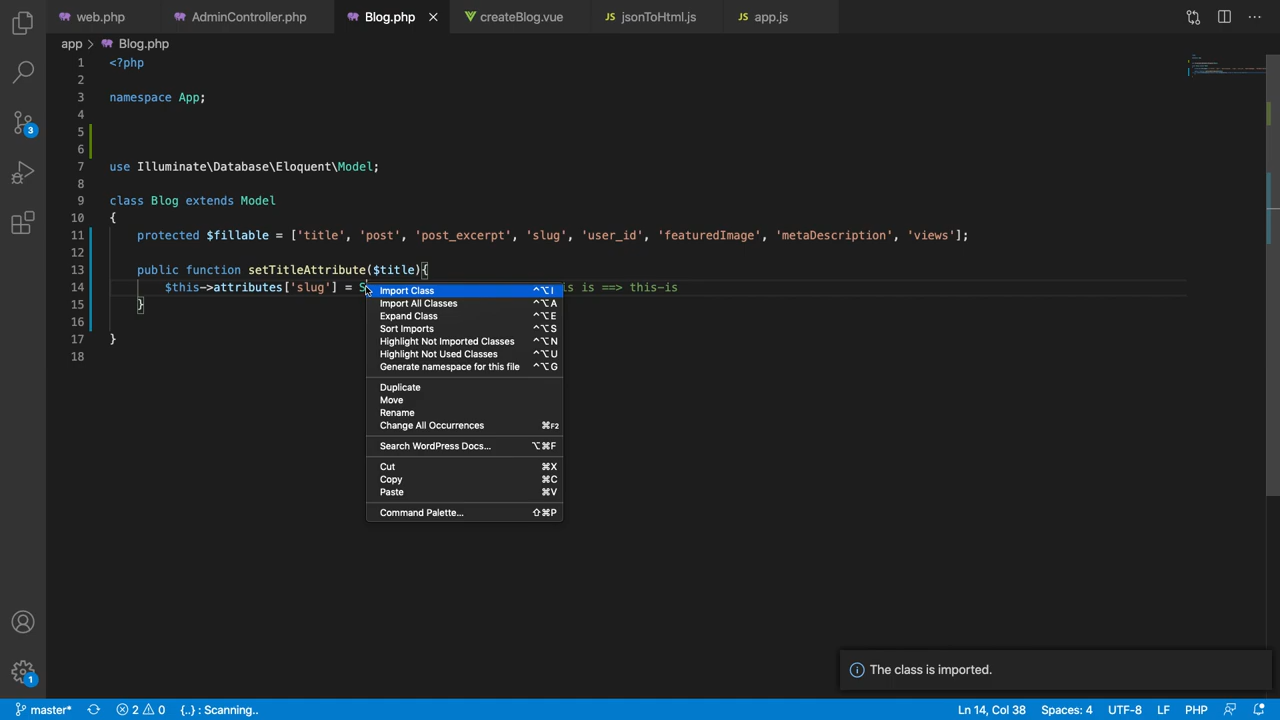 web.php
AdminController.php
Blog.php
createBlog.vue
JS jsonToHtml.js
JS app.js
app > Blog.php
1 <?php
2
3 namespace App;
4
5
6
7 use Illuminate\Database\Eloquent\Model;
8
9 class Blog extends Model
10 {
11 protected $fillable = ['title', 'post', 'post_excerpt', 'slug', 'user_id', 'featuredImage', 'metaDescription', 'views'];
12
13 public function setTitleAttribute($title){
14 $this->attributes['slug'] = S is ==> this-is
15 }
16
17 }
18
Import Class ^⌥I
Import All Classes ^⌥A
Expand Class ^⌥E
Sort Imports ^⌥S
Highlight Not Imported Classes ^⌥N
Highlight Not Used Classes ^⌥U
Generate namespace for this file ^⌥G
Duplicate
Move
Rename
Change All Occurrences ⌘F2
Search WordPress Docs... ⌥⌘F
Cut ⌘X
Copy ⌘C
Paste ⌘V
Command Palette... ⇧⌘P
3
The class is imported.
1
master* 2 0 {..} : Scanning.. Ln 14, Col 38 Spaces: 4 UTF-8 LF PHP